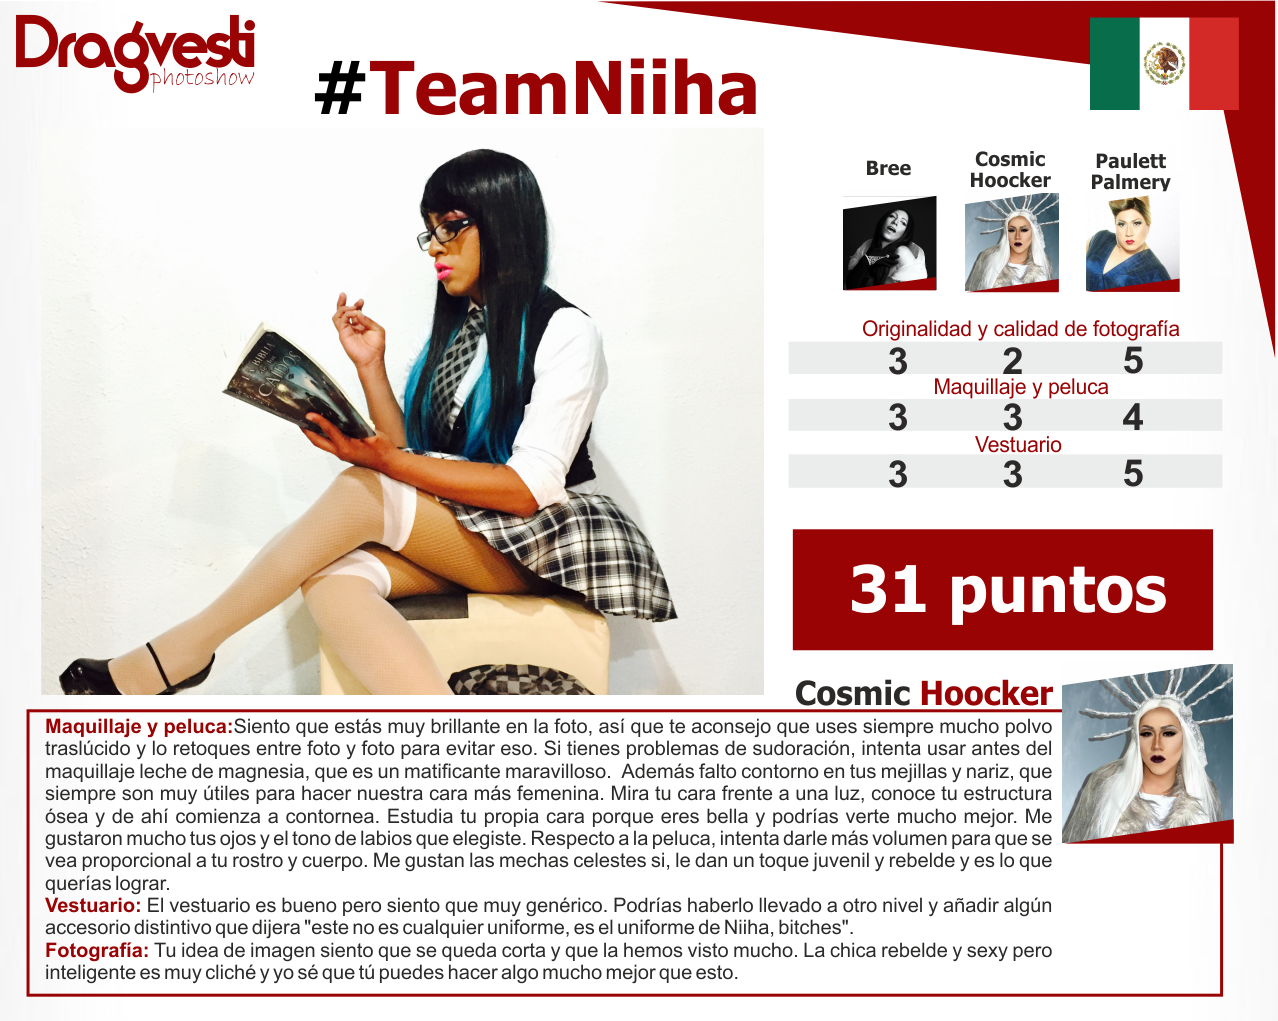 Dragvesti
photoshow
#TeamNiiha
Bree
Cosmic
Hoocker
Paulett
Palmery
Originalidad y calidad de fotografía
3 2 5
Maquillaje y peluca
3 3 4
Vestuario
3 3 5
31 puntos
BIBLIA
CAÍDOS
Cosmic Hoocker
Maquillaje y peluca:Siento que estás muy brillante en la foto, así que te aconsejo que uses siempre mucho polvo
traslúcido y lo retoques entre foto y foto para evitar eso. Si tienes problemas de sudoración, intenta usar antes del
maquillaje leche de magnesia, que es un matificante maravilloso. Además falto contorno en tus mejillas y nariz, que
siempre son muy útiles para hacer nuestra cara más femenina. Mira tu cara frente a una luz, conoce tu estructura
ósea y de ahí comienza a contornea. Estudia tu propia cara porque eres bella y podrías verte mucho mejor. Me
gustaron mucho tus ojos y el tono de labios que elegiste. Respecto a la peluca, intenta darle más volumen para que se
vea proporcional a tu rostro y cuerpo. Me gustan las mechas celestes si, le dan un toque juvenil y rebelde y es lo que
querías lograr.
Vestuario: El vestuario es bueno pero siento que muy genérico. Podrías haberlo llevado a otro nivel y añadir algún
accesorio distintivo que dijera "este no es cualquier uniforme, es el uniforme de Niiha, bitches".
Fotografía: Tu idea de imagen siento que se queda corta y que la hemos visto mucho. La chica rebelde y sexy pero
inteligente es muy cliché y yo sé que tú puedes hacer algo mucho mejor que esto.